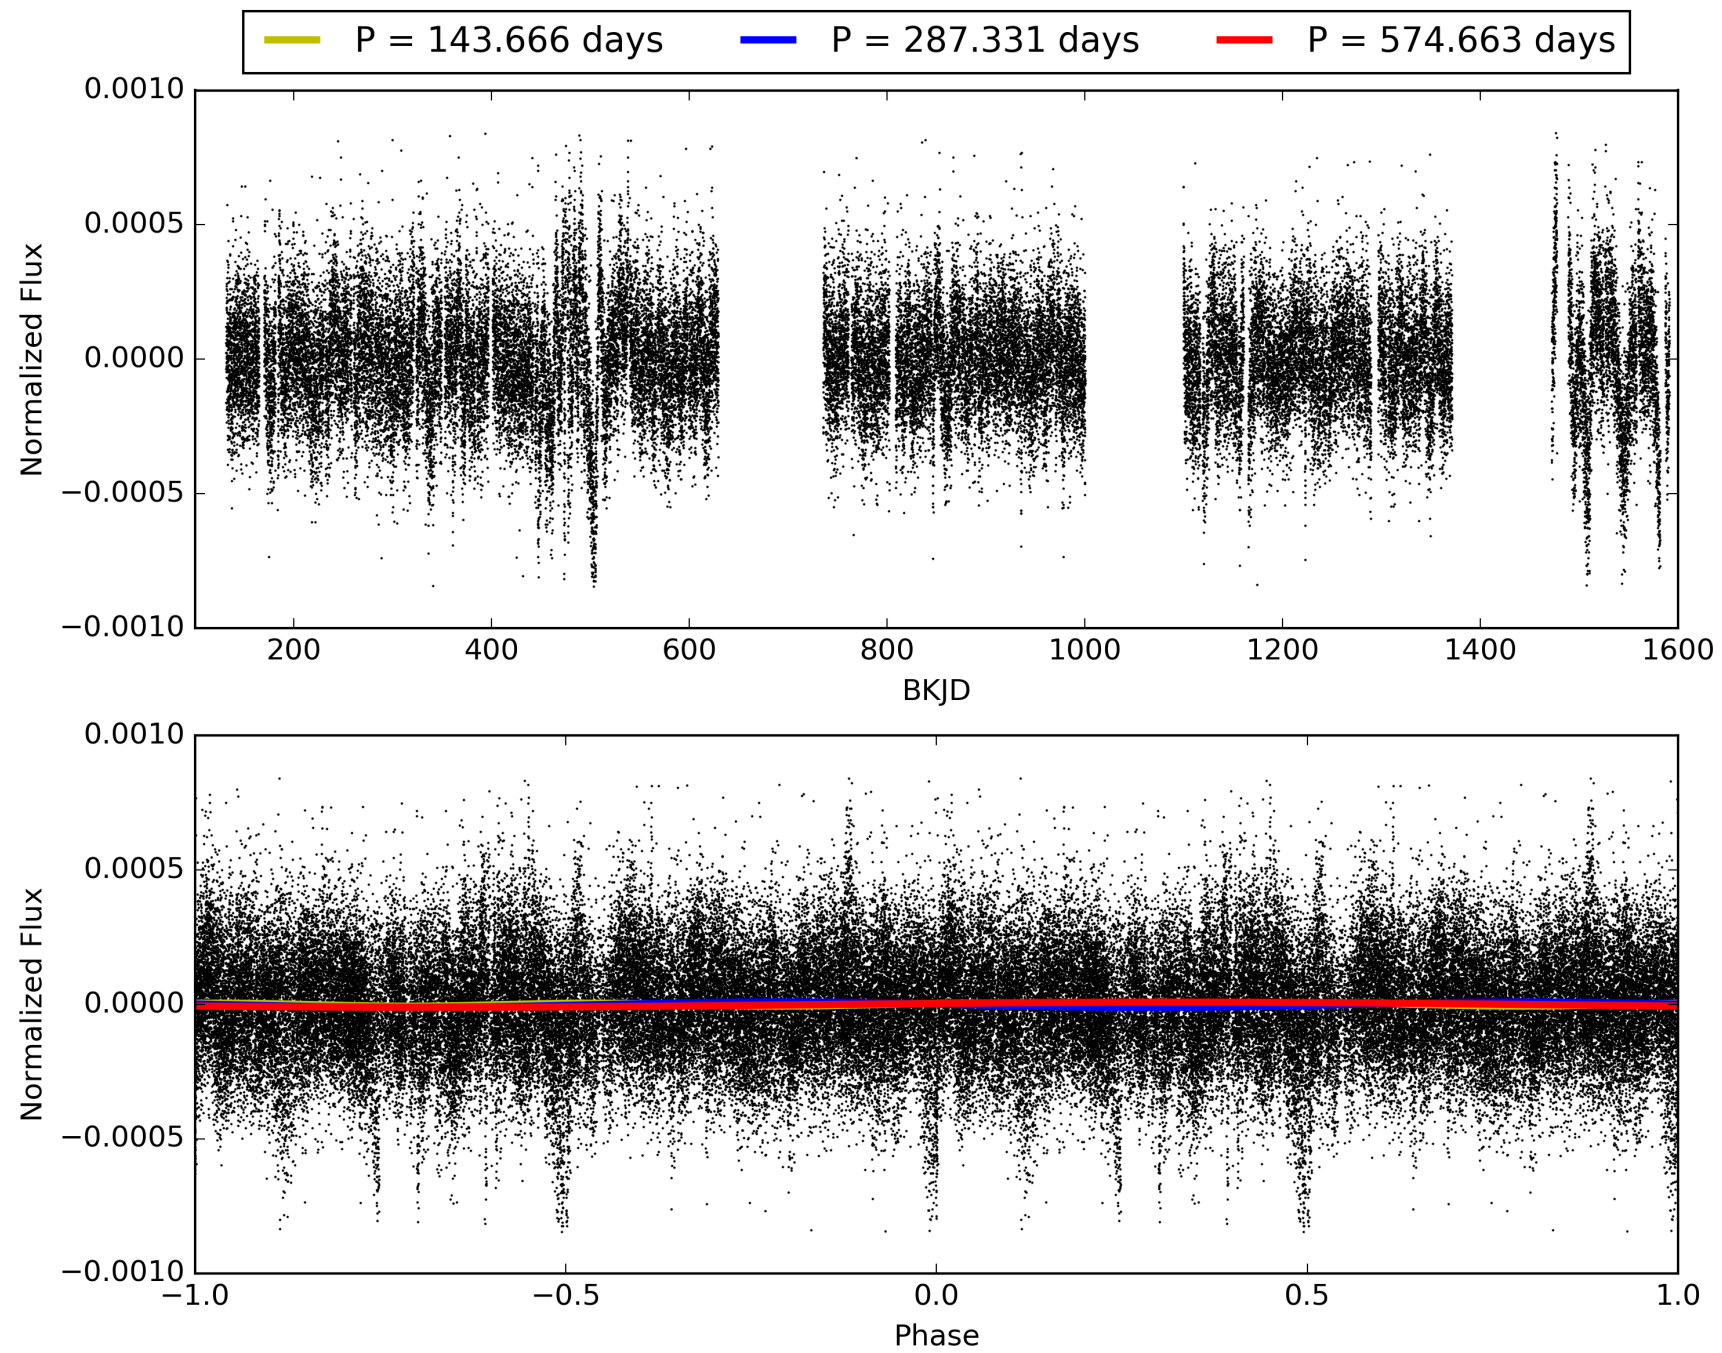 P = 143.666 days P = 287.331 days P = 574.663 days
0.0010
0.0005
0.0000
−0.0005
−0.0010
Normalized Flux
200 400 600 800 1000 1200 1400 1600
BKJD
0.0010
0.0005
0.0000
−0.0005
−0.0010
Normalized Flux
−1.0 −0.5 0.0 0.5 1.0
Phase